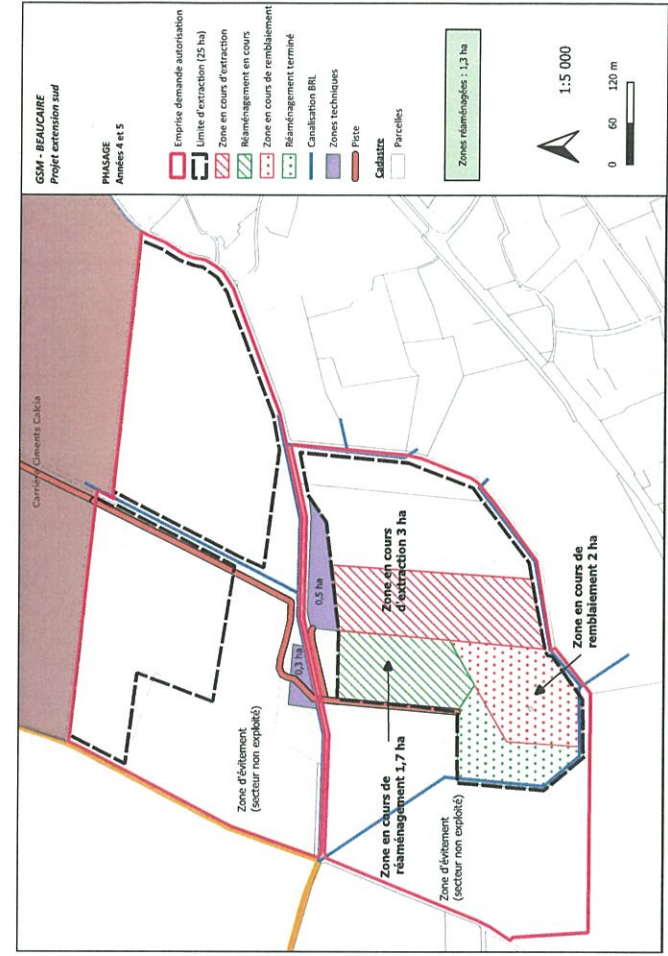 GSM - BEAUCAIRE
Projet extension sud
PHASAGE
Années 4 et 5
Emprise demande autorisation
Limite d'extraction (25 ha)
Zone en cours d'extraction
Réaménagement en cours
Zone en cours de remblaiement
Réaménagement terminé
Canalisation BRL
Zones techniques
Piste
Cadastre
Parcelles
Zones réaménagées : 1,3 ha
1:5 000
0 60 120 m
Carrière Ciments Calcia
Zone d'évitement
(secteur non exploité)
0,3 ha
0,5 ha
Zone en cours
d'extraction 3 ha
Zone en cours de
réaménagement 1,7 ha
Zone d'évitement
(secteur non exploité)
Zone en cours de
remblaiement 2 ha